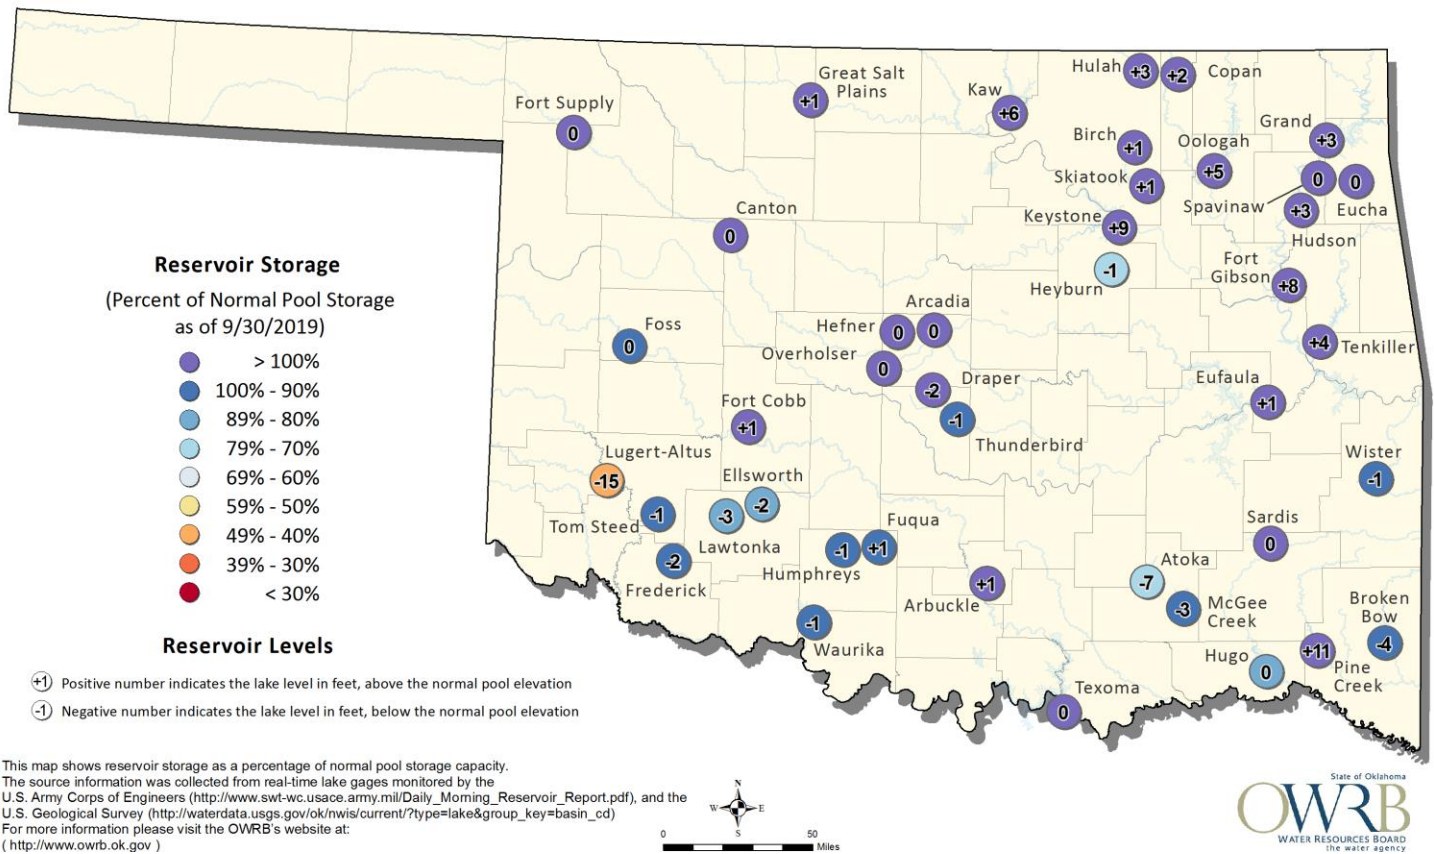 Hulah
+3
+2
Copan
Great Salt
Plains
+1
Kaw
+6
Fort Supply
0
Birch
+1
Oologah
+5
Grand
+3
Skiatook
+1
Spavinaw
0
0
Eucha
+3
Hudson
Canton
0
Keystone
+9
-1
Heyburn
Fort
Gibson
+8
Reservoir Storage
(Percent of Normal Pool Storage
as of 9/30/2019)
> 100%
100% - 90%
89% - 80%
79% - 70%
69% - 60%
59% - 50%
49% - 40%
39% - 30%
< 30%
Foss
0
Arcadia
Hefner
0
0
Overholser
0
Draper
-2
-1
Thunderbird
+4
Tenkiller
Eufaula
+1
Fort Cobb
+1
Lugert-Altus
-15
Ellsworth
-2
-3
Lawtonka
Tom Steed
-1
-2
Frederick
Fuqua
-1
+1
Humphreys
-1
Waurika
+1
Arbuckle
Wister
-1
Sardis
0
Atoka
-7
-3
McGee
Creek
Broken
Bow
-4
Hugo
0
+11
Pine
Creek
Texoma
0
Reservoir Levels
+1 Positive number indicates the lake level in feet, above the normal pool elevation
-1 Negative number indicates the lake level in feet, below the normal pool elevation
This map shows reservoir storage as a percentage of normal pool storage capacity.
The source information was collected from real-time lake gages monitored by the
U.S. Army Corps of Engineers (http://www.swt-wc.usace.army.mil/Daily_Morning_Reservoir_Report.pdf), and the
U.S. Geological Survey (http://waterdata.usgs.gov/ok/nwis/current/?type=lake&group_key=basin_cd)
For more information please visit the OWRB's website at:
( http://www.owrb.ok.gov )
N
W E
S
0 50
Miles
State of Oklahoma
OWRB
WATER RESOURCES BOARD
the water agency